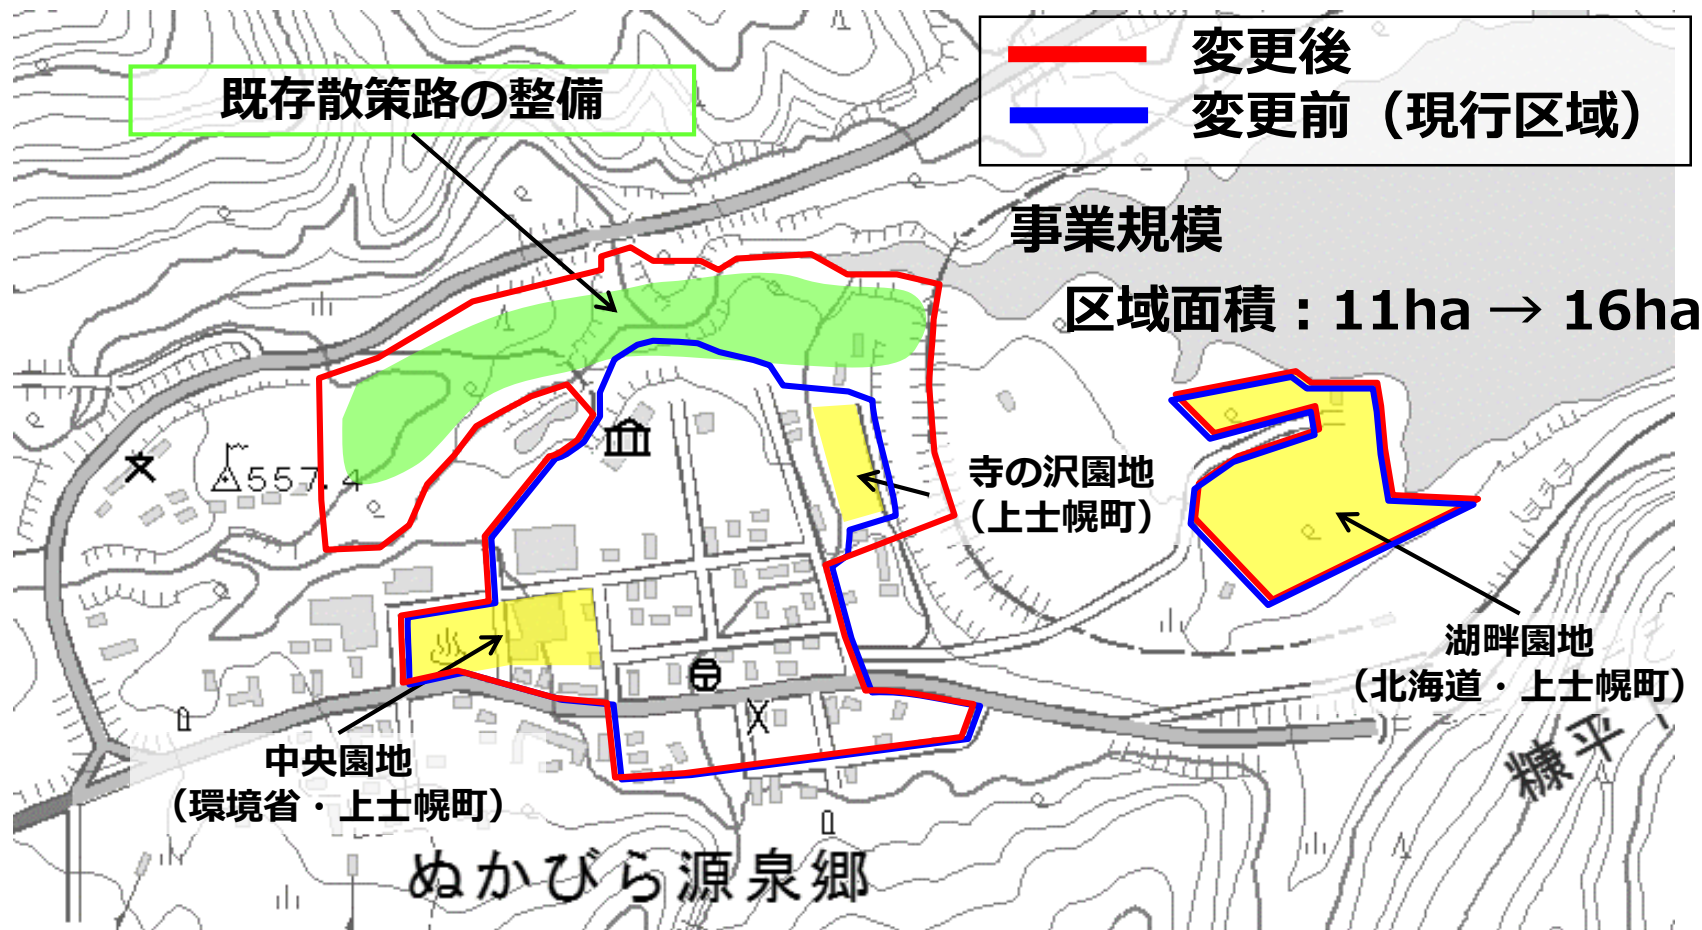 変更後
変更前（現行区域）
既存散策路の整備
事業規模
区域面積：11ha → 16ha
557.4
寺の沢園地
（上士幌町）
湖畔園地
（北海道・上士幌町）
中央園地
（環境省・上士幌町）
糠平
ぬかびら源泉郷